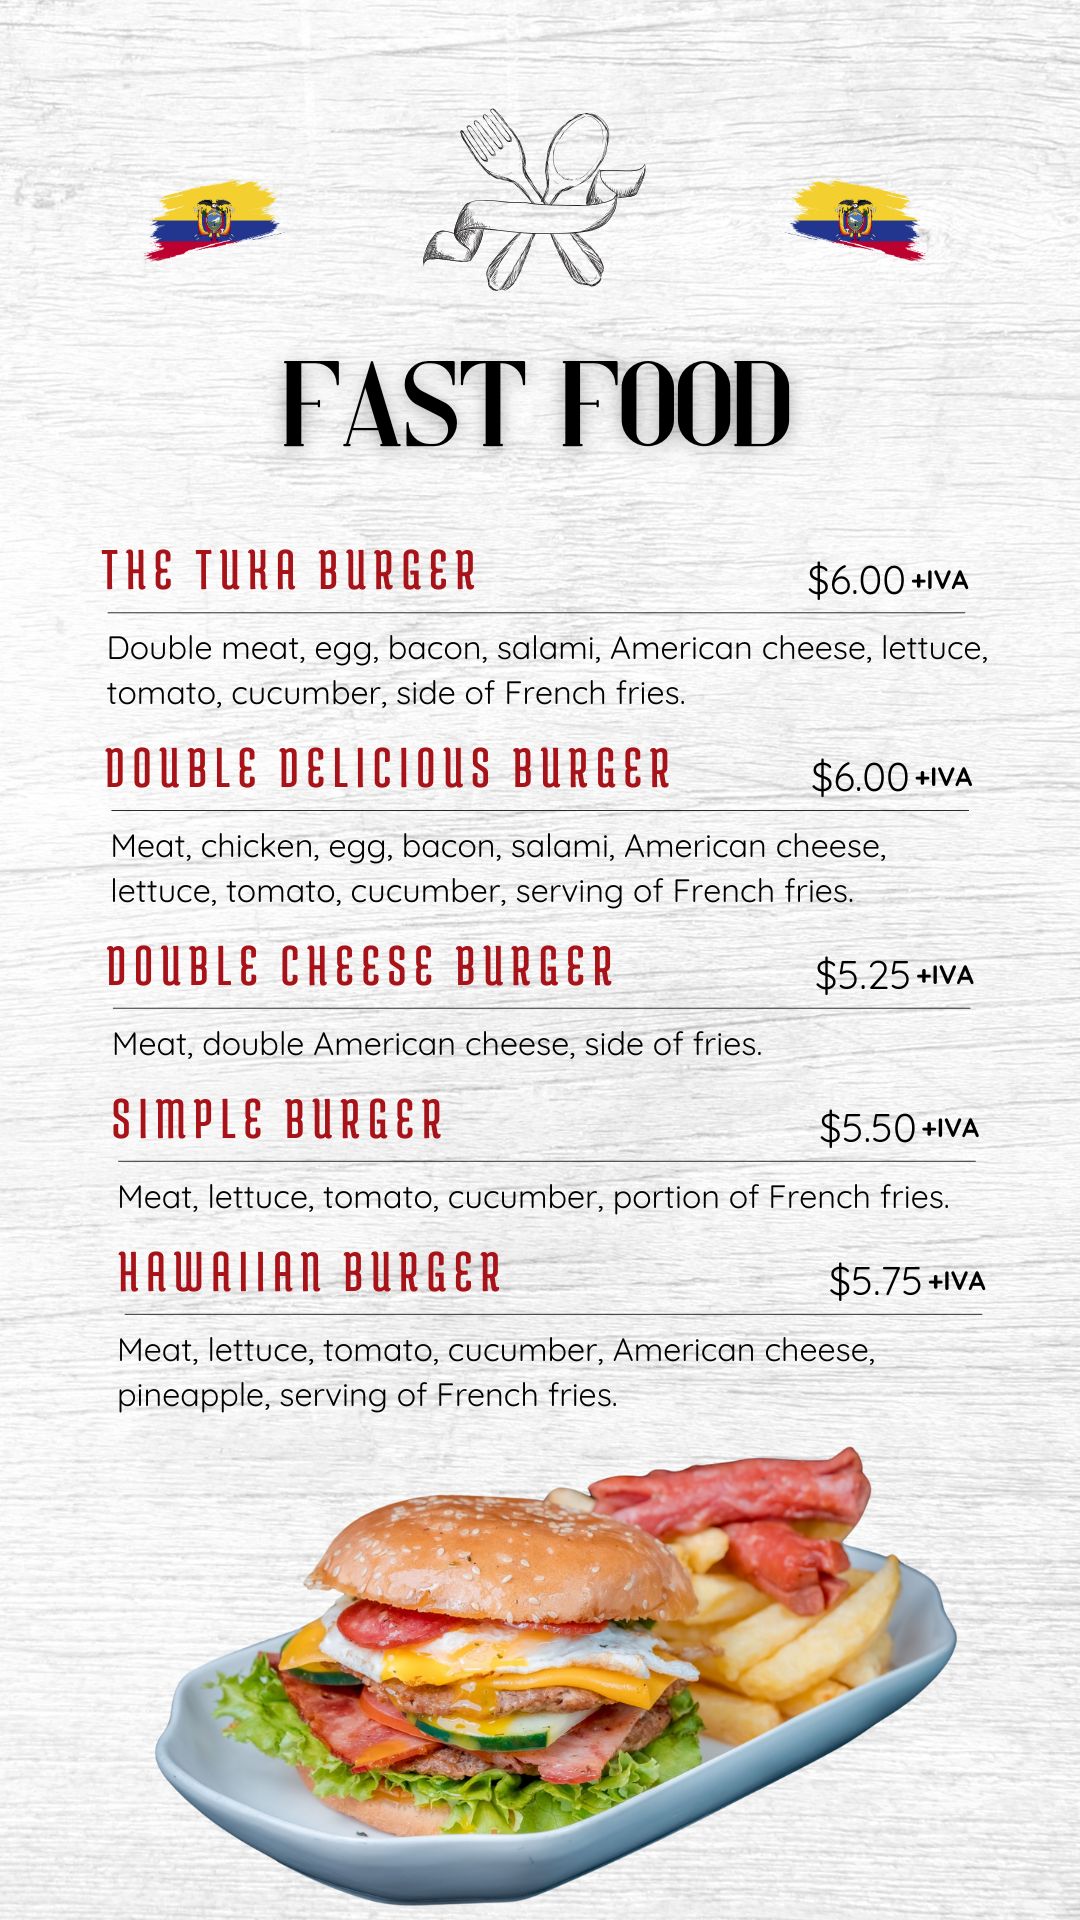 FAST FOOD
THE TUKA BURGER
$6.00 +IVA
Double meat, egg, bacon, salami, American cheese, lettuce,
tomato, cucumber, side of French fries.
DOUBLE DELICIOUS BURGER
$6.00 +IVA
Meat, chicken, egg, bacon, salami, American cheese,
lettuce, tomato, cucumber, serving of French fries.
DOUBLE CHEESE BURGER
$5.25 +IVA
Meat, double American cheese, side of fries.
SIMPLE BURGER
$5.50 +IVA
Meat, lettuce, tomato, cucumber, portion of French fries.
HAWAIIAN BURGER
$5.75 +IVA
Meat, lettuce, tomato, cucumber, American cheese,
pineapple, serving of French fries.